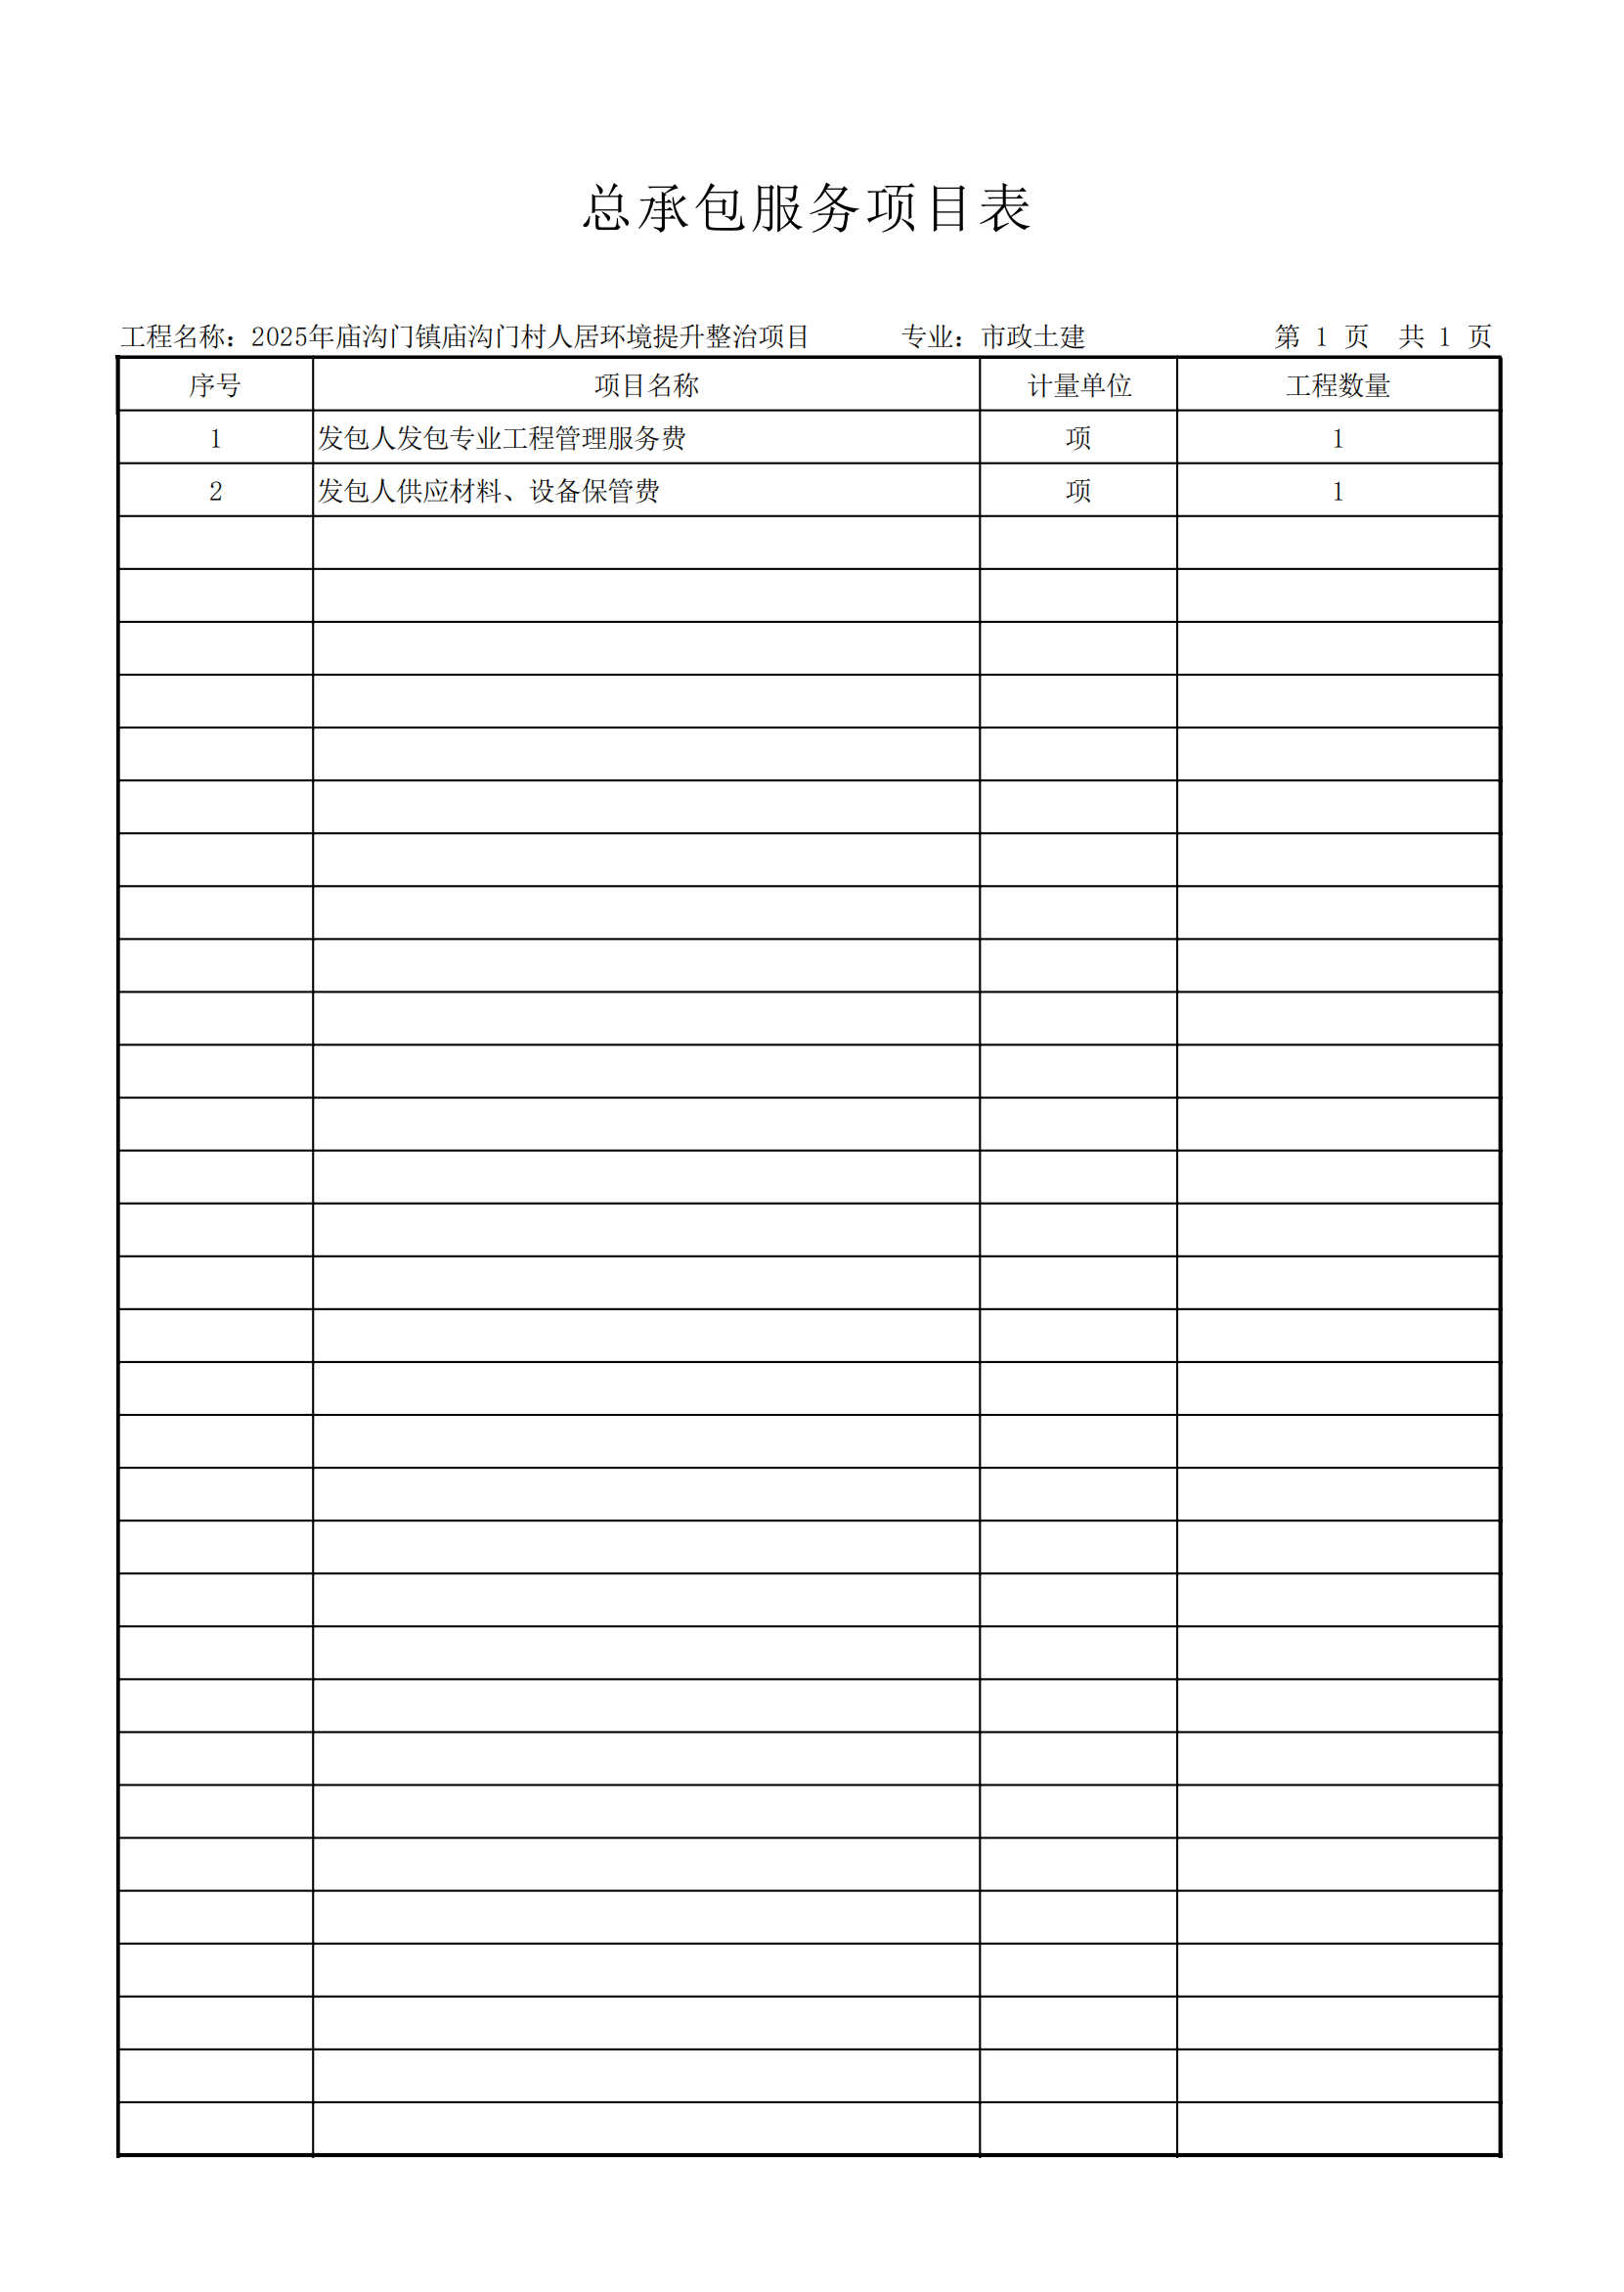 总承包服务项目表
工程名称：2025年庙沟门镇庙沟门村人居环境提升整治项目 专业：市政土建 第 1 页 共 1 页
序号 项目名称 计量单位 工程数量
1 发包人发包专业工程管理服务费 项 1
2 发包人供应材料、设备保管费 项 1